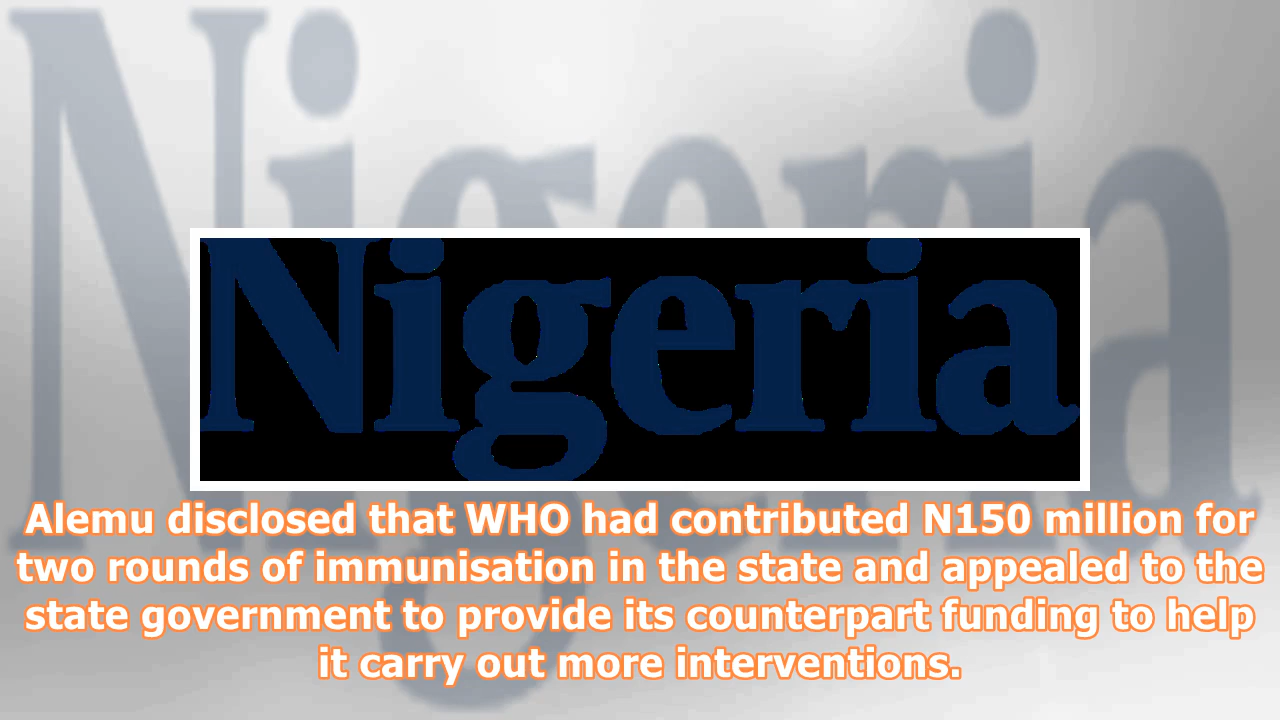 Nigeria
Nigeria
Alemu disclosed that WHO had contributed N150 million for
two rounds of immunisation in the state and appealed to the
state government to provide its counterpart funding to help
it carry out more interventions.